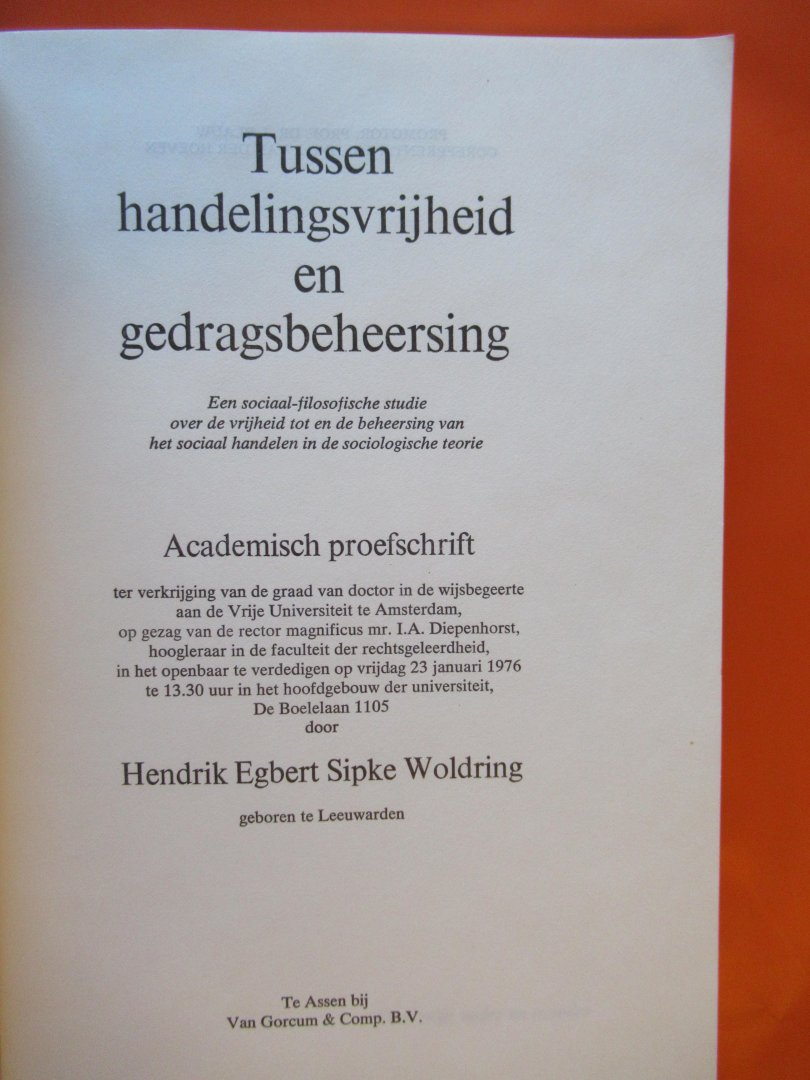 Tussen
handelingsvrijheid
en
gedragsbeheersing
Een sociaal-filosofische studie
over de vrijheid tot en de beheersing van
het sociaal handelen in de sociologische teorie
Academisch proefschrift
ter verkrijging van de graad van doctor in de wijsbegeerte
aan de Vrije Universiteit te Amsterdam,
op gezag van de rector magnificus mr. I.A. Diepenhorst,
hoogleraar in de faculteit der rechtsgeleerdheid,
in het openbaar te verdedigen op vrijdag 23 januari 1976
te 13.30 uur in het hoofdgebouw der universiteit,
De Boelelaan 1105
door
Hendrik Egbert Sipke Woldring
geboren te Leeuwarden
Te Assen bij
Van Gorcum & Comp. B.V.